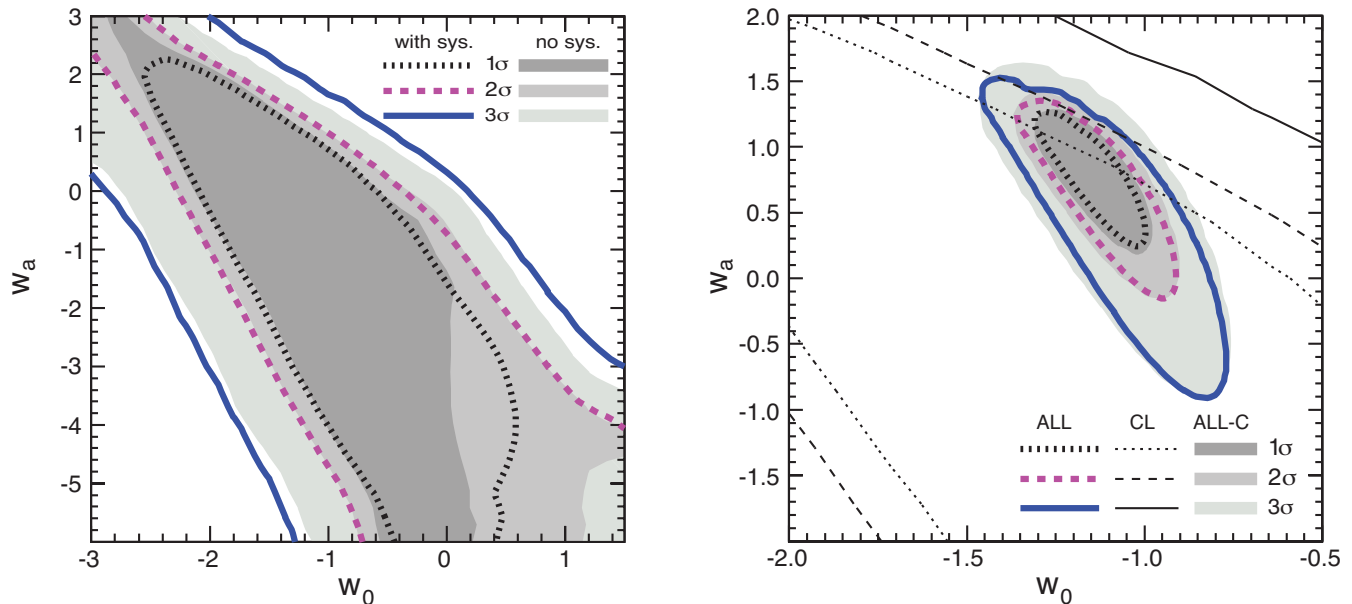 with sys. no sys.
1σ
2σ
3σ
3
2
1
0
-1
-2
-3
-4
-5
-3 -2 -1 0 1
w_a
w_0
2.0
1.5
1.0
0.5
0.0
-0.5
-1.0
-1.5
-2.0 -1.5 -1.0 -0.5
w_a
w_0
ALL CL ALL-C
1σ
2σ
3σ